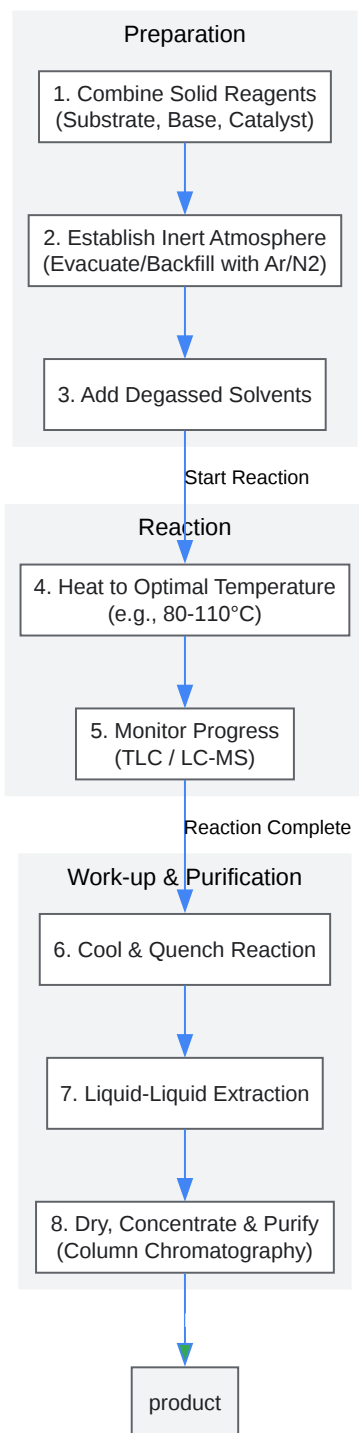 Preparation
1. Combine Solid Reagents
(Substrate, Base, Catalyst)
2. Establish Inert Atmosphere
(Evacuate/Backfill with Ar/N2)
3. Add Degassed Solvents
Start Reaction
Reaction
4. Heat to Optimal Temperature
(e.g., 80-110°C)
5. Monitor Progress
(TLC / LC-MS)
Reaction Complete
Work-up & Purification
6. Cool & Quench Reaction
7. Liquid-Liquid Extraction
8. Dry, Concentrate & Purify
(Column Chromatography)
product